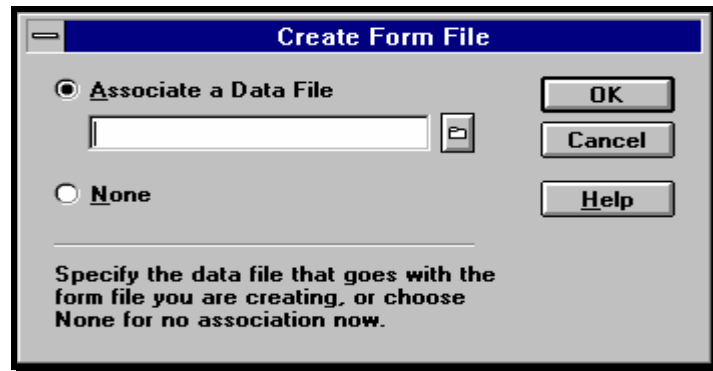 Create Form File
Associate a Data File
OK
Cancel
None
Help
Specify the data file that goes with the
form file you are creating, or choose
None for no association now.